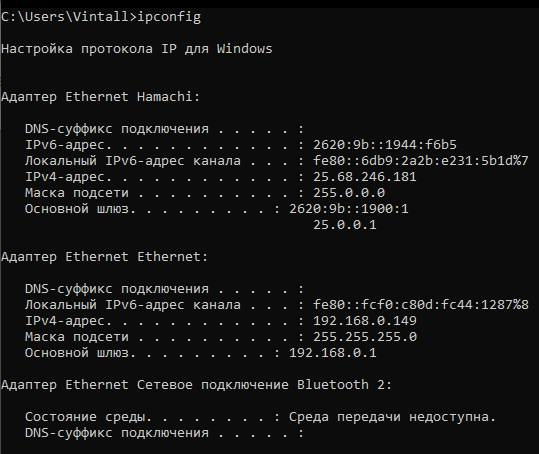 C:\Users\Vintall>ipconfig
Настройка протокола IP для Windows
Адаптер Ethernet Hamachi:
DNS-суффикс подключения . . . . . :
IPv6-адрес. . . . . . . . . . . . : 2620:9b::1944:f6b5
Локальный IPv6-адрес канала . . . : fe80::6db9:2a2b:e231:5b1d%7
IPv4-адрес. . . . . . . . . . . . : 25.68.246.181
Маска подсети . . . . . . . . . . : 255.0.0.0
Основной шлюз. . . . . . . . . : 2620:9b::1900:1
25.0.0.1
Адаптер Ethernet Ethernet:
DNS-суффикс подключения . . . . . :
Локальный IPv6-адрес канала . . . : fe80::fcf0:c80d:fc44:1287%8
IPv4-адрес. . . . . . . . . . . . : 192.168.0.149
Маска подсети . . . . . . . . . . : 255.255.255.0
Основной шлюз. . . . . . . . . : 192.168.0.1
Адаптер Ethernet Сетевое подключение Bluetooth 2:
Состояние среды. . . . . . . . : Среда передачи недоступна.
DNS-суффикс подключения . . . . . :